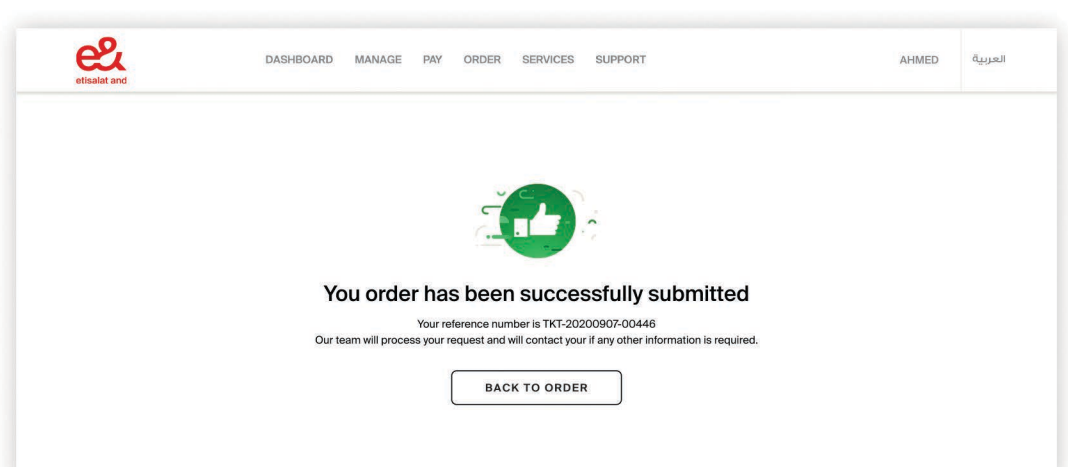 e&
etisalat and
DASHBOARD MANAGE PAY ORDER SERVICES SUPPORT AHMED العربية
You order has been successfully submitted
Your reference number is TKT-20200907-00446
Our team will process your request and will contact your if any other information is required.
BACK TO ORDER